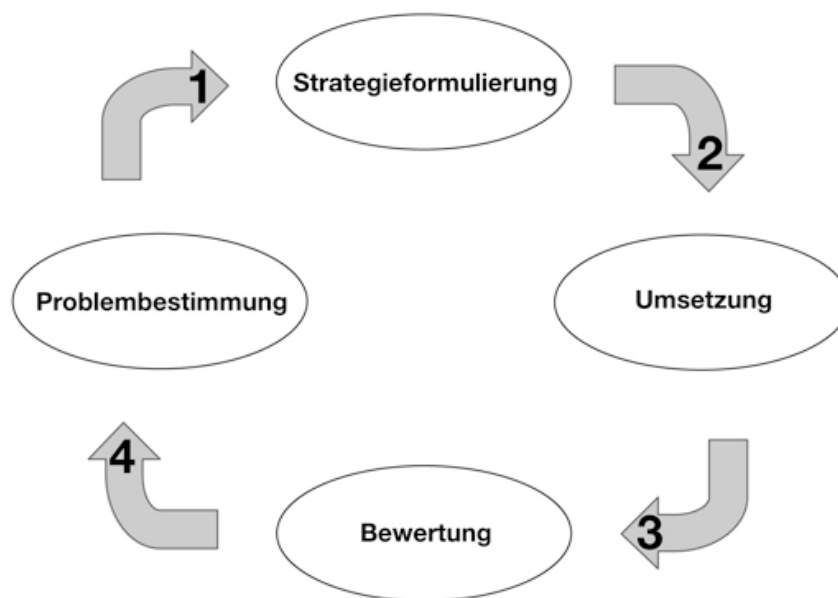 1
Strategieformulierung
2
Problembestimmung
Umsetzung
4
Bewertung
3